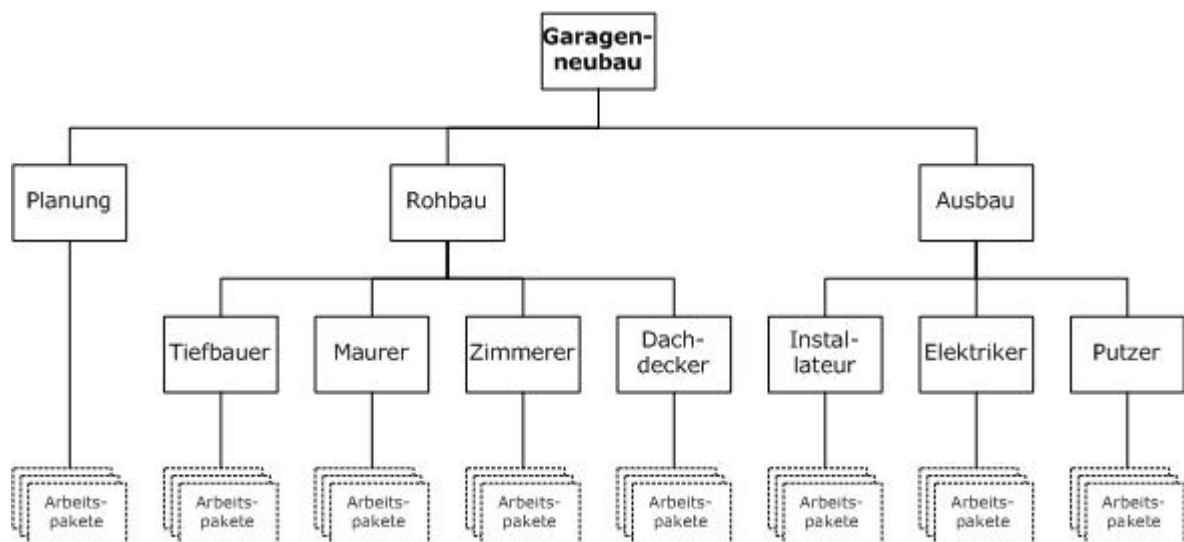 Garagen-
neubau
Planung
Rohbau
Ausbau
Tiefbauer
Maurer
Zimmerer
Dach-
decker
Instal-
lateur
Elektriker
Putzer
Arbeits-
pakete
Arbeits-
pakete
Arbeits-
pakete
Arbeits-
pakete
Arbeits-
pakete
Arbeits-
pakete
Arbeits-
pakete
Arbeits-
pakete